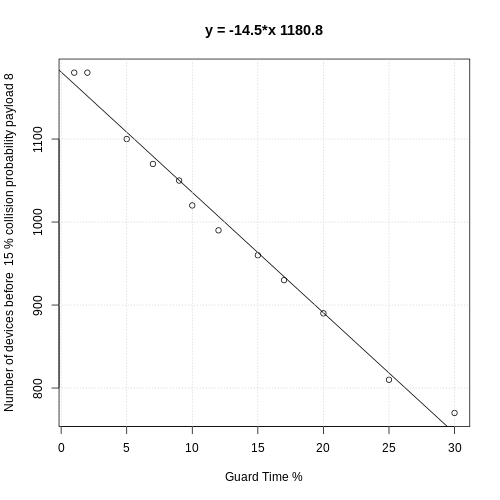 y = -14.5*x 1180.8
Number of devices before  15 % collision probability payload 8
1100
1000
900
800
0 5 10 15 20 25 30
Guard Time %